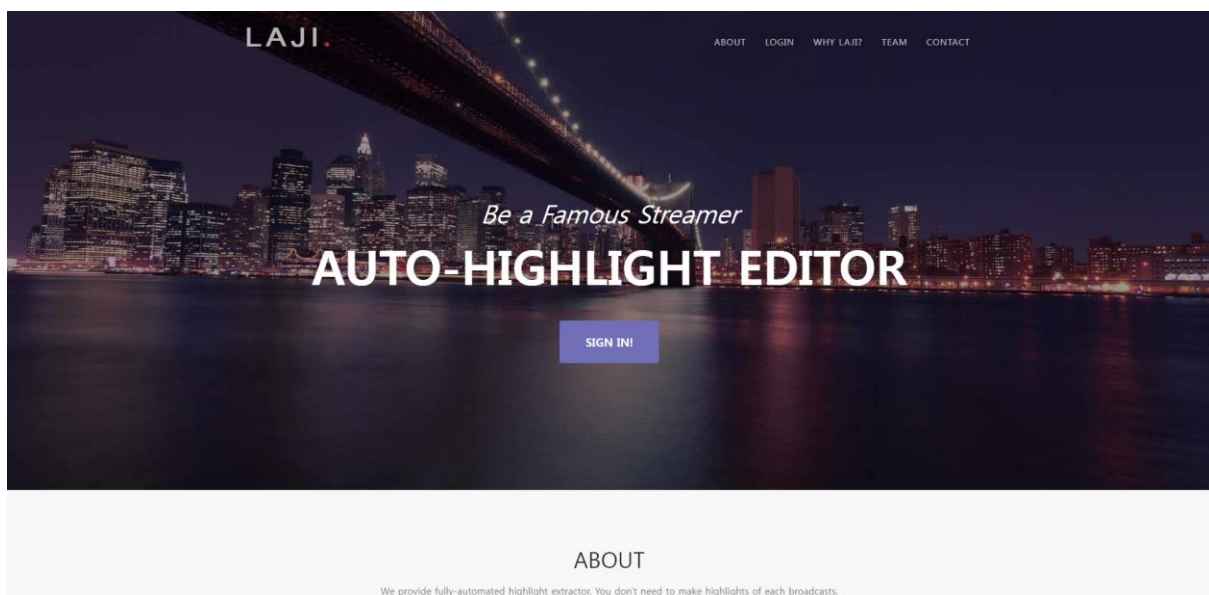 LAJI.
ABOUT LOGIN WHY LAJI? TEAM CONTACT
Be a Famous Streamer
AUTO-HIGHLIGHT EDITOR
SIGN IN!
ABOUT
We provide fully-automated highlight extractor. You don't need to make highlights of each broadcasts.